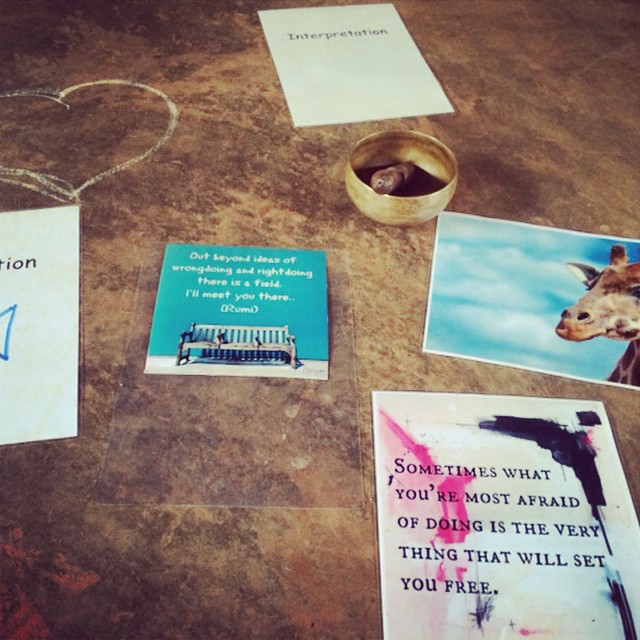 Interpretation
tion
Out beyond ideas of
wrongdoing and rightdoing
there is a field.
I'll meet you there..
(Rumi)
Sometimes what
you're most afraid
of doing is the very
thing that will set
you free.